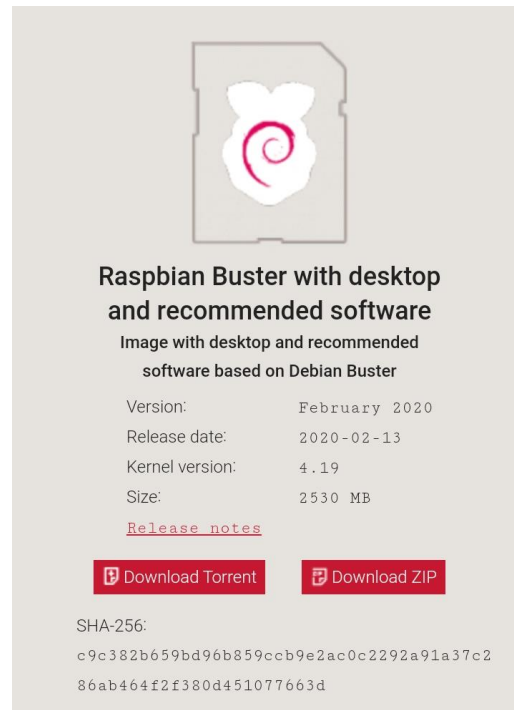 Raspbian Buster with desktop
and recommended software
Image with desktop and recommended
software based on Debian Buster
Version: February 2020
Release date: 2020-02-13
Kernel version: 4.19
Size: 2530 MB
Release notes
Download Torrent Download ZIP
SHA-256:
c9c382b659bd96b859ccb9e2ac0c2292a91a37c2
86ab464f2f380d451077663d